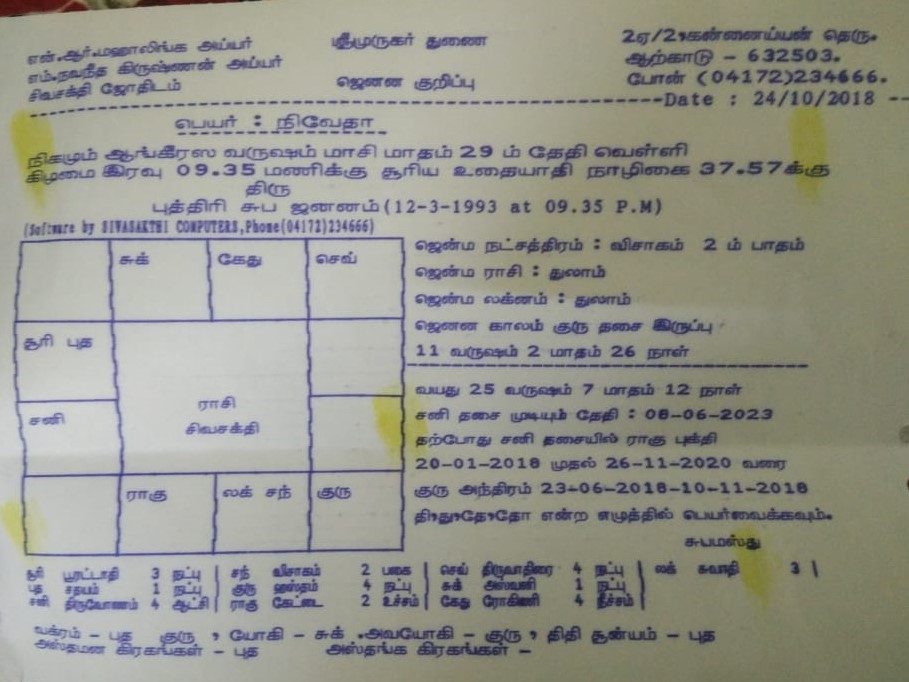 என்.ஆர்.மஹாலிங்க அய்யர் ஸ்ரீமுருகர் துணை 2ஏ/2,கன்னைய்யன் தெரு.
எம்.நவநீத கிருஷ்ணன் அய்யர் ஆற்காடு - 632503.
சிவசக்தி ஜோதிடம் ஜெனன குறிப்பு போன் (04172)234666.
Date : 24/10/2018
பெயர் : நிவேதா
நிகமும் ஆங்கீரஸ வருஷம் மாசி மாதம் 29 ம் தேதி வெள்ளி
கிழமை இரவு 09.35 மணிக்கு சூரிய உதையாதி நாழிகை 37.57க்கு
திரு
புத்திரி சுப ஜனனம்(12-3-1993 at 09.35 P.M)
(Software by SIVASAKTHI COMPUTERS,Phone(04172)234666)
சுக் கேது செவ்
சூரி புத
சனி
ராசி
சிவசக்தி
ராகு லக் சந் குரு
ஜென்ம நட்சத்திரம் : விசாகம் 2 ம் பாதம்
ஜென்ம ராசி : துலாம்
ஜென்ம லக்னம் : துலாம்
ஜெனன காலம் குரு தசை இருப்பு
11 வருஷம் 2 மாதம் 26 நாள்
வயது 25 வருஷம் 7 மாதம் 12 நாள்
சனி தசை முடியும் தேதி : 08-06-2023
தற்போது சனி தசையில் ராகு புக்தி
20-01-2018 முதல் 26-11-2020 வரை
குரு அந்திரம் 23-06-2018-10-11-2018
தி,து,தே,தோ என்ற எழுத்தில் பெயர்வைக்கவும்.
சுபமஸ்து
சூரி பூரட்டாதி 3 நட்பு | சந் விசாகம் 2 பகை | செவ் திருவாதிரை 4 நட்பு | லக் சுவாதி 3 |
புத சதயம் 1 நட்பு | குரு ஹஸ்தம் 4 நட்பு | சுக் அஸ்வனி 1 நட்பு |
சனி திருவோணம் 4 ஆட்சி | ராகு கேட்டை 2 உச்சம் | கேது ரோகிணி 4 நீச்சம் |
வக்ரம் - புத குரு , யோகி - சுக் .அவயோகி - குரு , திதி சூன்யம் - புத
அஸ்தமன கிரகங்கள் - புத அஸ்தங்க கிரகங்கள் -